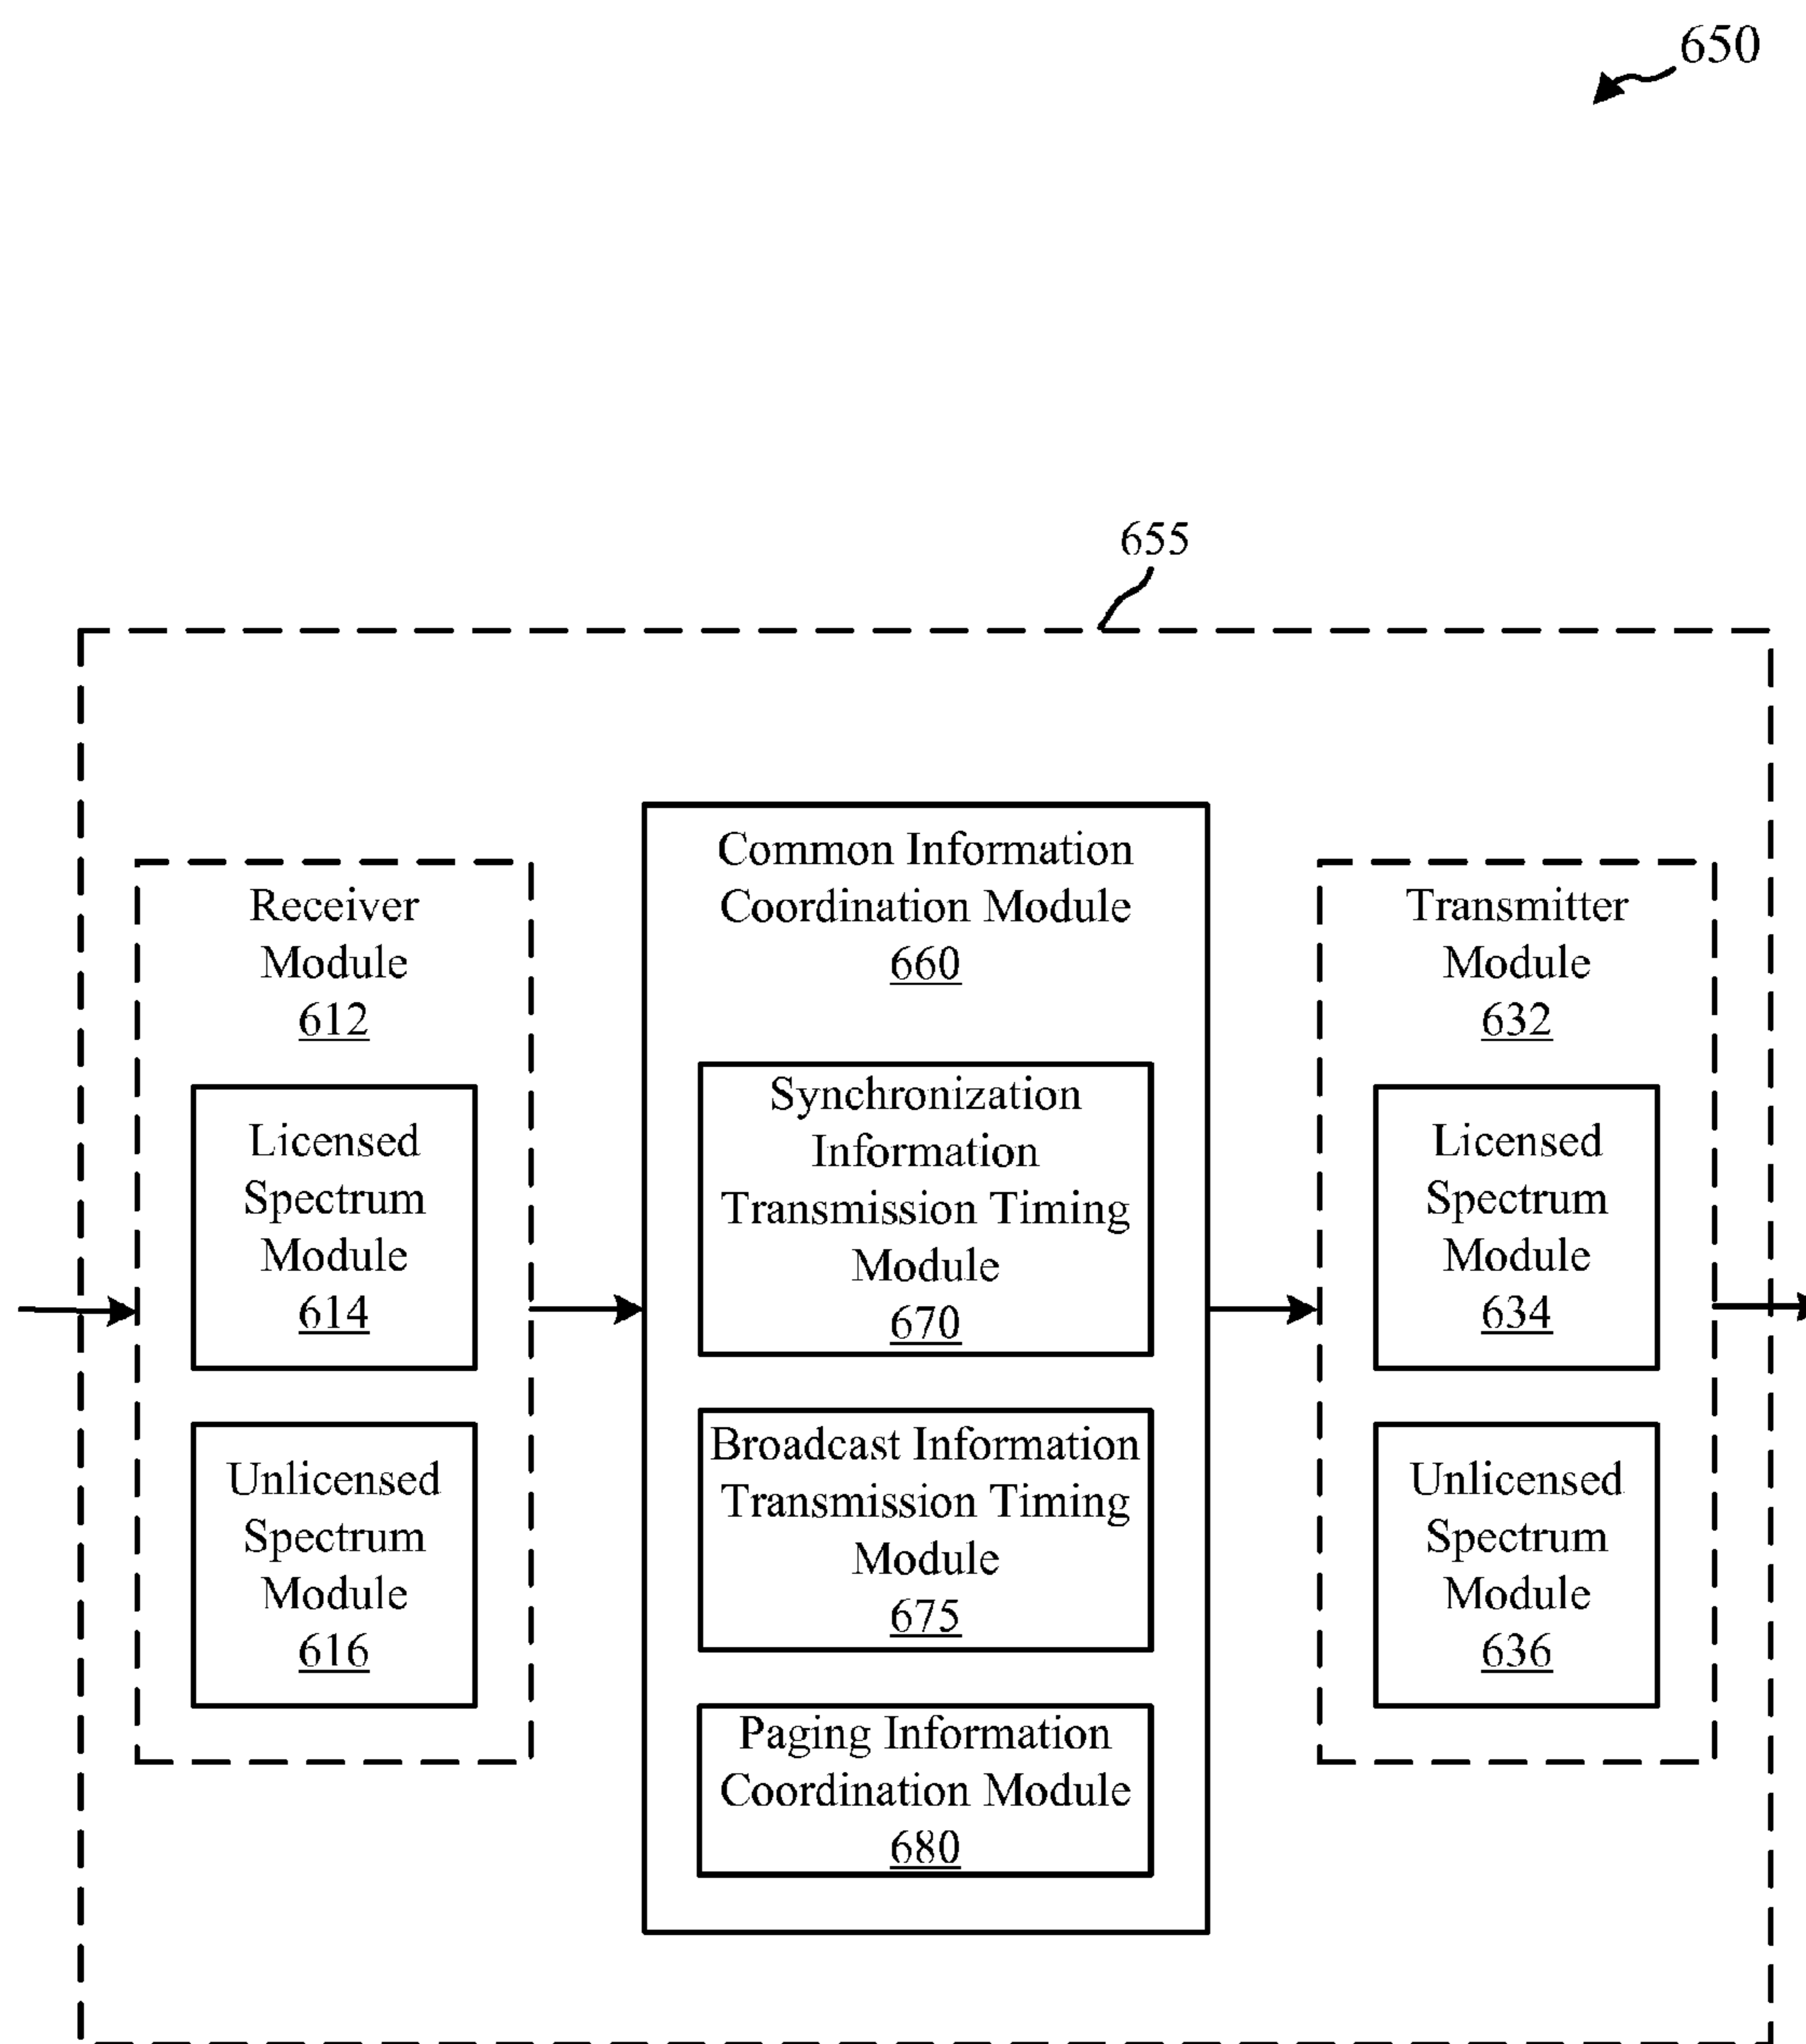 650
655
Receiver
Module
612
Licensed
Spectrum
Module
614
Unlicensed
Spectrum
Module
616
Common Information
Coordination Module
660
Synchronization
Information
Transmission Timing
Module
670
Broadcast Information
Transmission Timing
Module
675
Paging Information
Coordination Module
680
Transmitter
Module
632
Licensed
Spectrum
Module
634
Unlicensed
Spectrum
Module
636